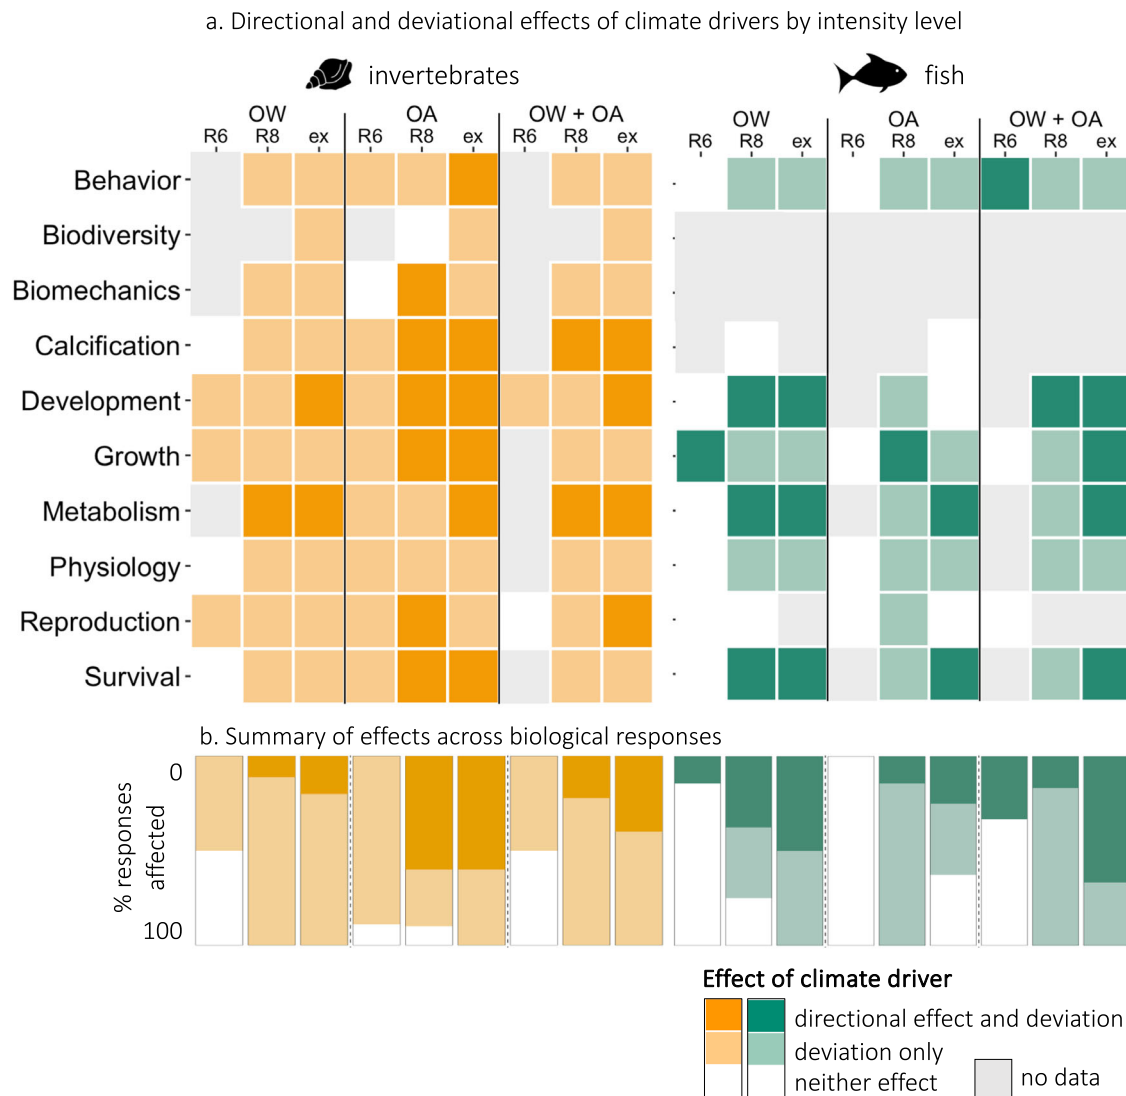 a. Directional and deviational effects of climate drivers by intensity level
invertebrates
fish
OW OA OW + OA
R6 R8 ex R6 R8 ex R6 R8 ex
OW OA OW + OA
R6 R8 ex R6 R8 ex R6 R8 ex
Behavior
Biodiversity
Biomechanics
Calcification
Development
Growth
Metabolism
Physiology
Reproduction
Survival
b. Summary of effects across biological responses
% responses
affected
0
100
Effect of climate driver
directional effect and deviation
deviation only
neither effect
no data